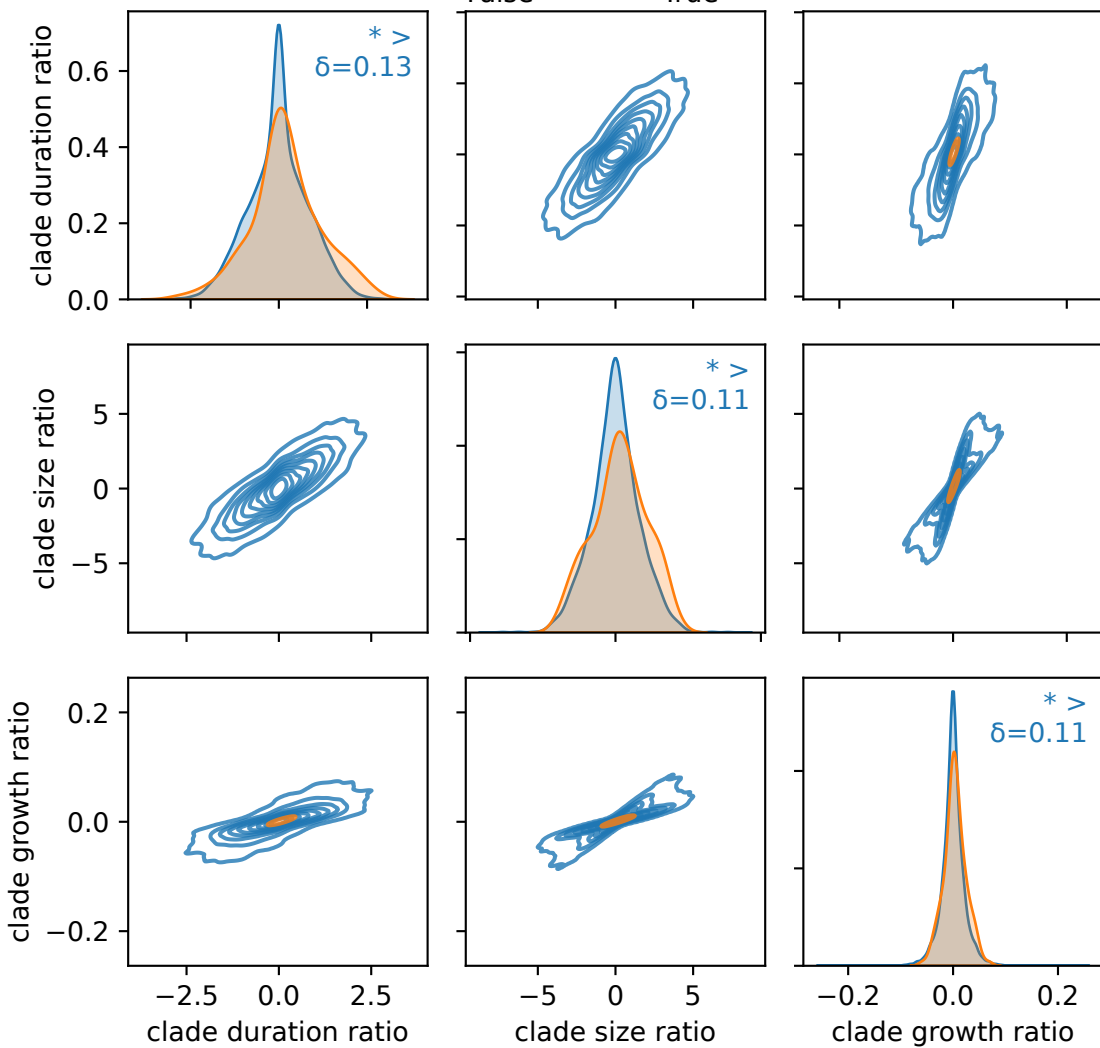 clade duration ratio
0.6
0.4
0.2
0.0
* >
δ=0.13
clade size ratio
5
0
−5
* >
δ=0.11
clade growth ratio
0.2
0.0
−0.2
* >
δ=0.11
−2.5 0.0 2.5
−5 0 5
−0.2 0.0 0.2
clade duration ratio
clade size ratio
clade growth ratio